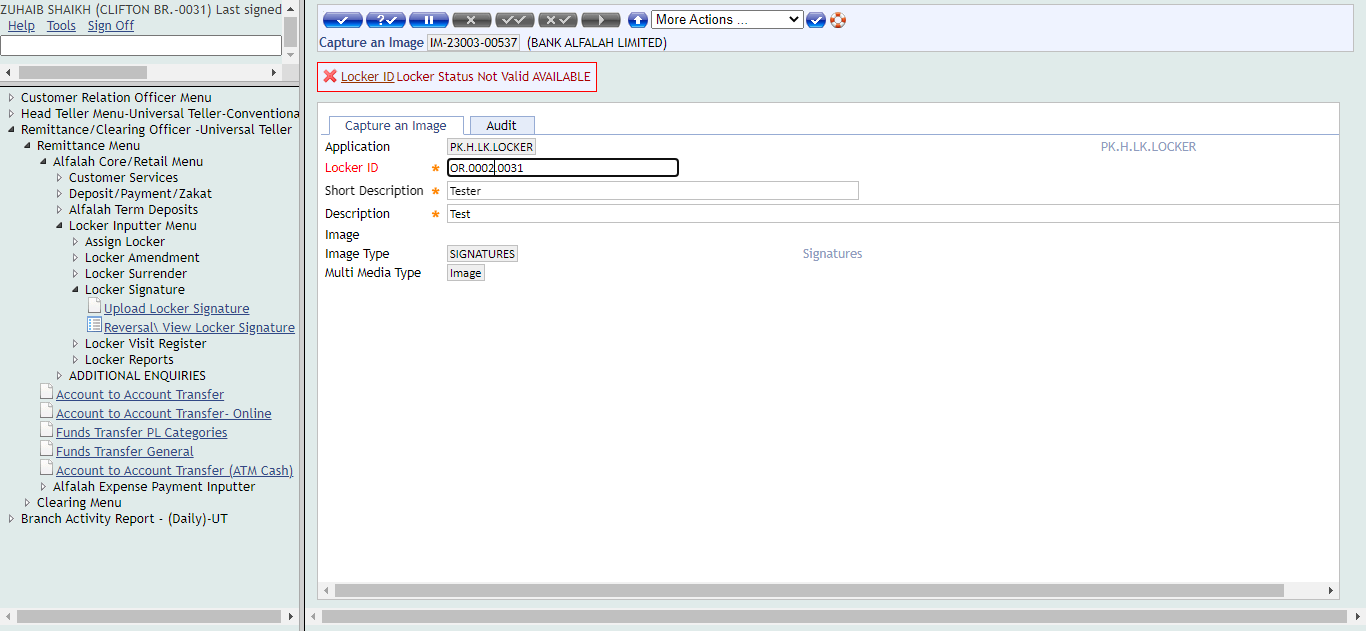 ZUHAIB SHAIKH (CLIFTON BR.-0031) Last signed
Help Tools Sign Off
Customer Relation Officer Menu
Head Teller Menu-Universal Teller-Conventiona
Remittance/Clearing Officer -Universal Teller
Remittance Menu
Alfalah Core/Retail Menu
Customer Services
Deposit/Payment/Zakat
Alfalah Term Deposits
Locker Inputter Menu
Assign Locker
Locker Amendment
Locker Surrender
Locker Signature
Upload Locker Signature
Reversal\ View Locker Signature
Locker Visit Register
Locker Reports
ADDITIONAL ENQUIRIES
Account to Account Transfer
Account to Account Transfer- Online
Funds Transfer PL Categories
Funds Transfer General
Account to Account Transfer (ATM Cash)
Alfalah Expense Payment Inputter
Clearing Menu
Branch Activity Report - (Daily)-UT
More Actions ...
Capture an Image IM-23003-00537 (BANK ALFALAH LIMITED)
Locker ID Locker Status Not Valid AVAILABLE
Capture an Image Audit
Application PK.H.LK.LOCKER PK.H.LK.LOCKER
Locker ID * OR.0002.0031
Short Description * Tester
Description * Test
Image
Image Type SIGNATURES Signatures
Multi Media Type Image